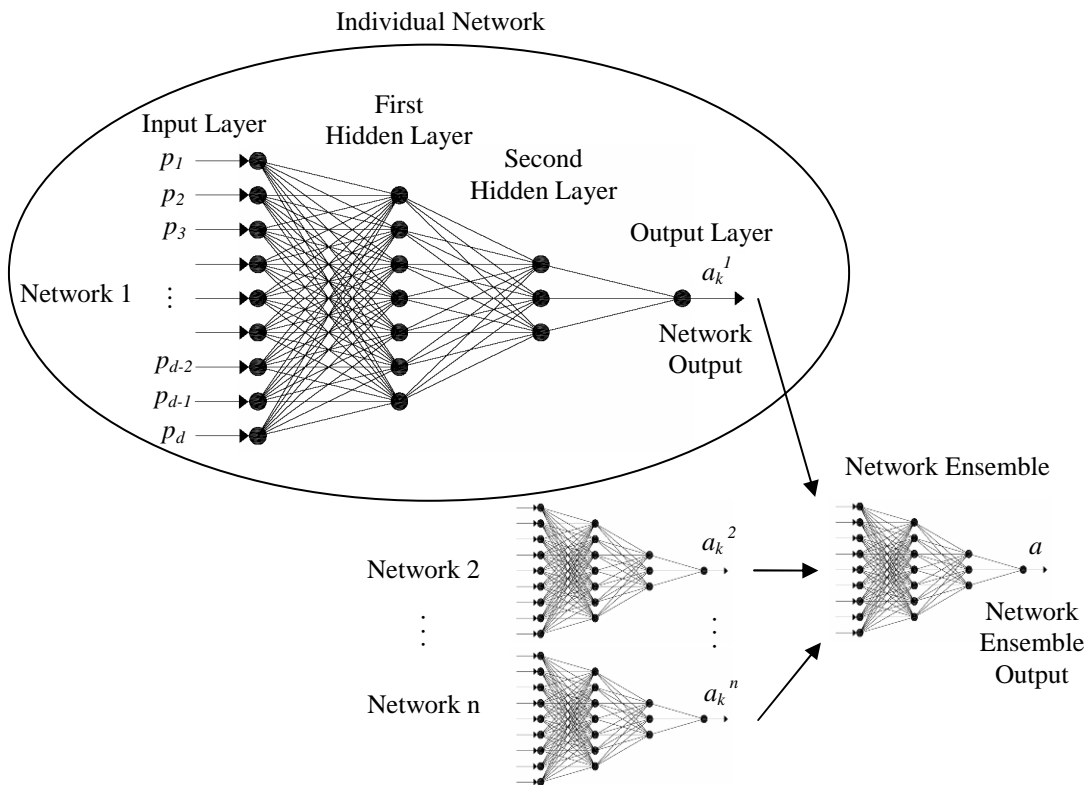 Individual Network
First
Hidden Layer
Input Layer
Second
Hidden Layer
Output Layer
p1
p2
p3
Network 1
⋮
pd-2
pd-1
pd
ak1
Network
Output
Network Ensemble
Network 2
ak2
a
⋮
⋮
Network
Ensemble
Output
Network n
akn